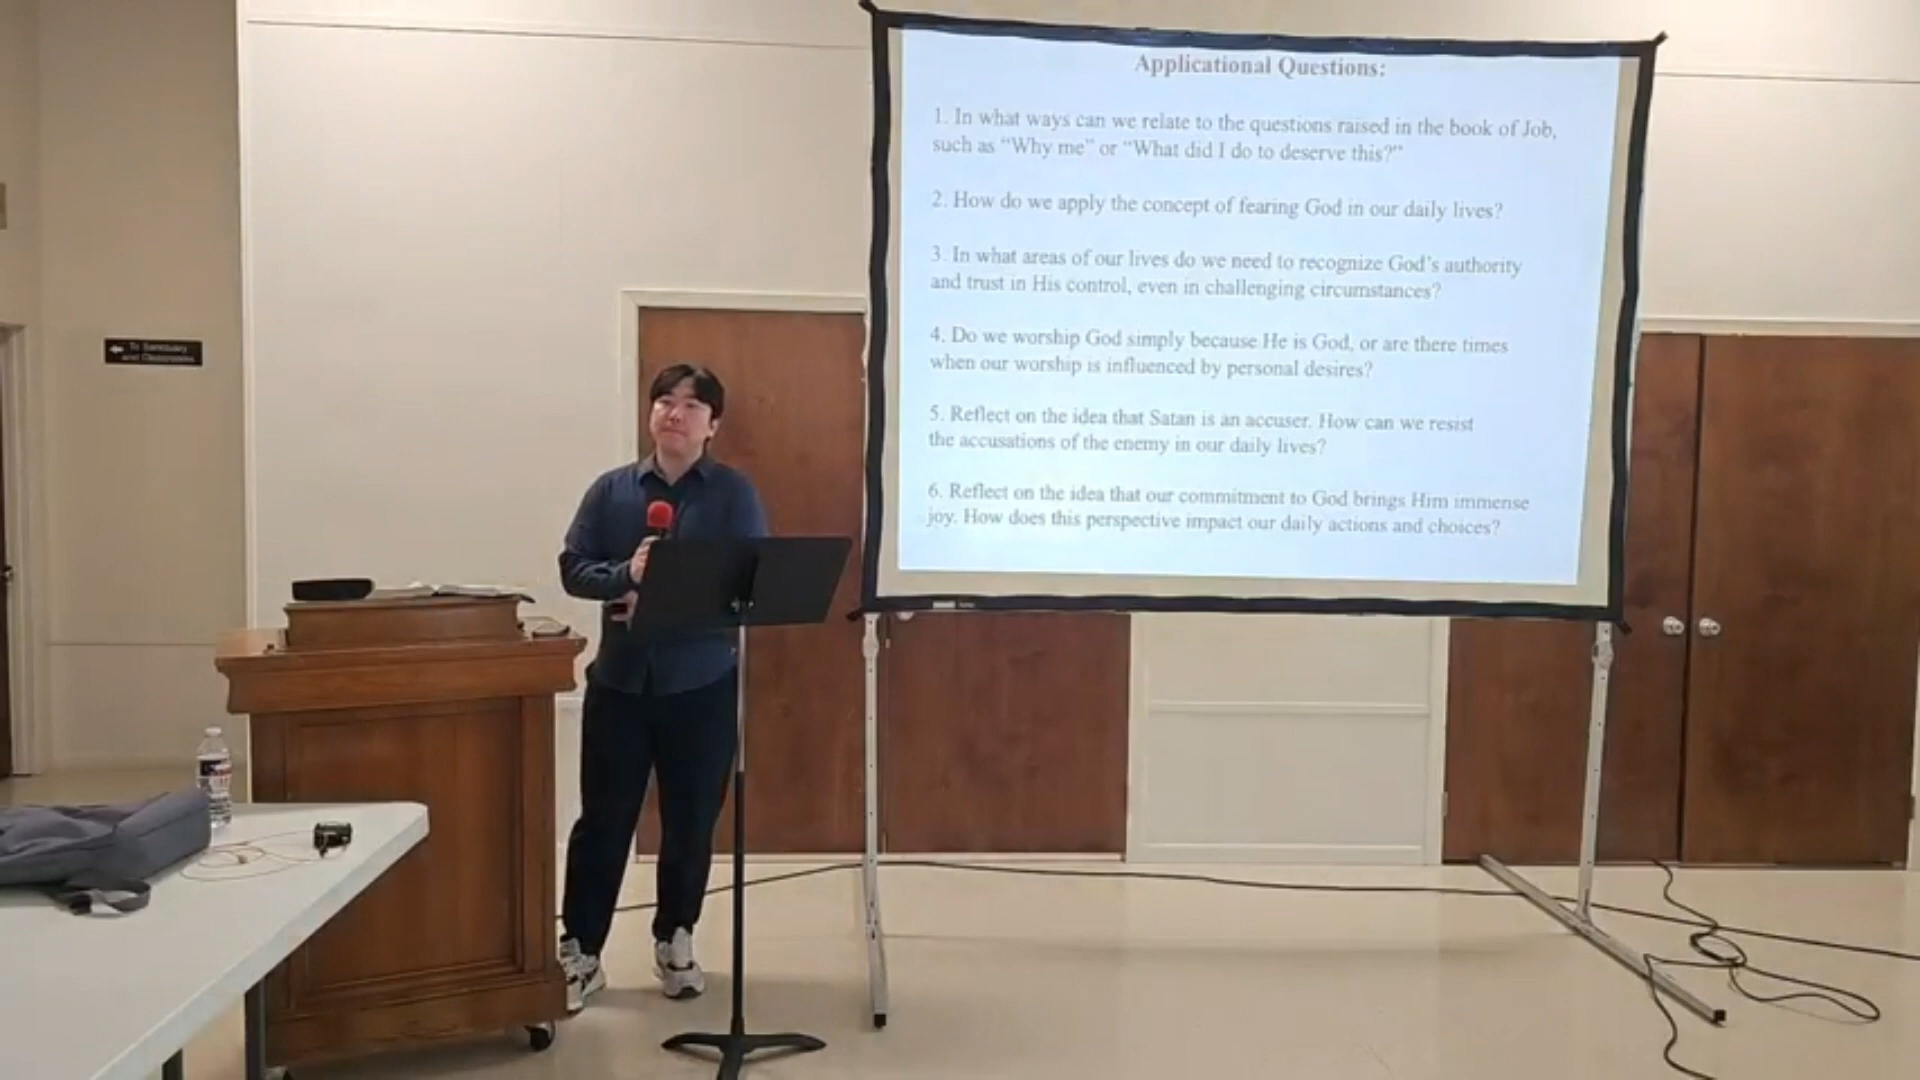 To Sanctuary
and Classrooms
Applicational Questions:
1. In what ways can we relate to the questions raised in the book of Job,
such as “Why me” or “What did I do to deserve this?”
2. How do we apply the concept of fearing God in our daily lives?
3. In what areas of our lives do we need to recognize God’s authority
and trust in His control, even in challenging circumstances?
4. Do we worship God simply because He is God, or are there times
when our worship is influenced by personal desires?
5. Reflect on the idea that Satan is an accuser. How can we resist
the accusations of the enemy in our daily lives?
6. Reflect on the idea that our commitment to God brings Him immense
joy. How does this perspective impact our daily actions and choices?